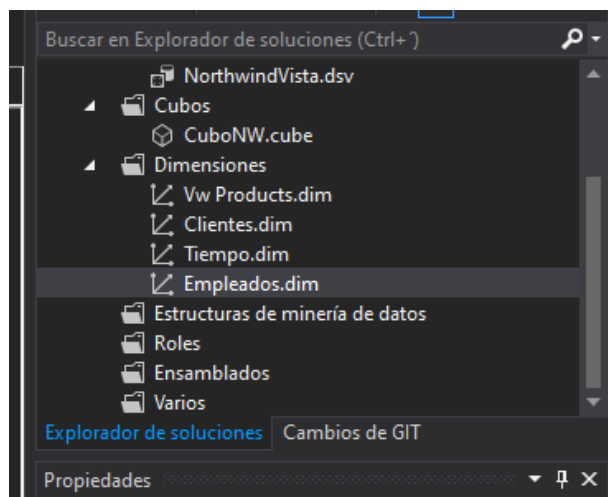 Buscar en Explorador de soluciones (Ctrl+´)
NorthwindVista.dsv
Cubos
CuboNW.cube
Dimensiones
Vw Products.dim
Clientes.dim
Tiempo.dim
Empleados.dim
Estructuras de minería de datos
Roles
Ensamblados
Varios
Explorador de soluciones Cambios de GIT
Propiedades